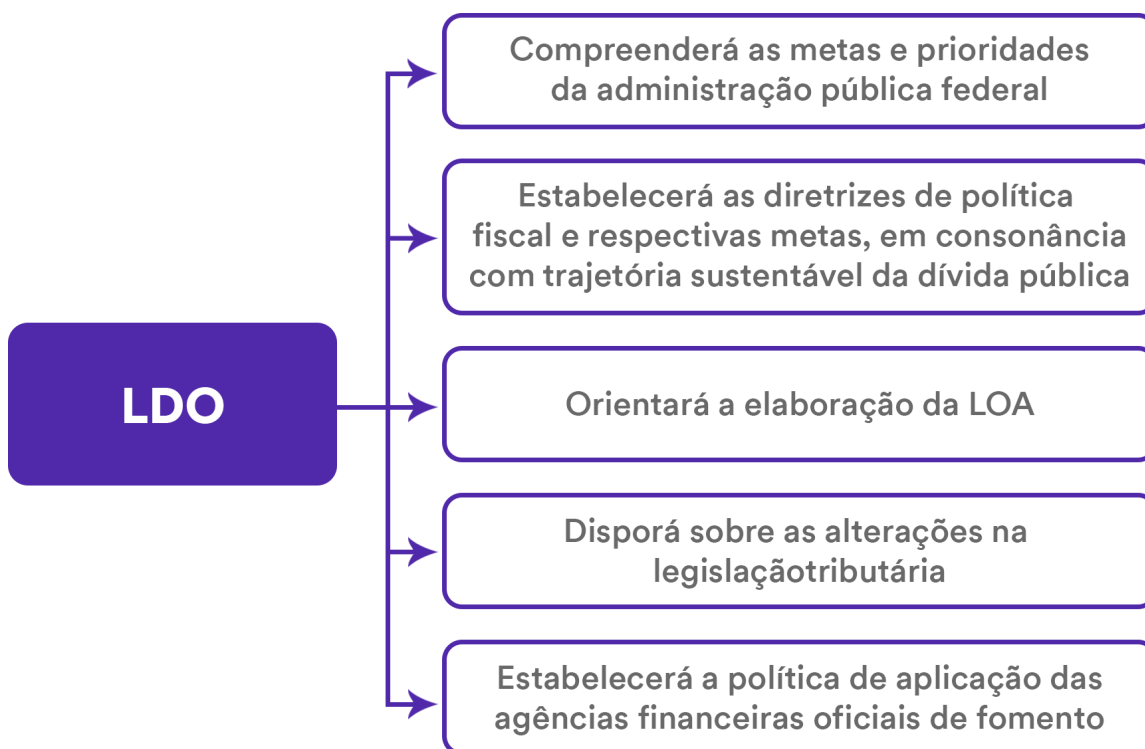 LDO
Compreenderá as metas e prioridades
da administração pública federal
Estabelecerá as diretrizes de política
fiscal e respectivas metas, em consonância
com trajetória sustentável da dívida pública
Orientará a elaboração da LOA
Disporá sobre as alterações na
legislaçãotributária
Estabelecerá a política de aplicação das
agências financeiras oficiais de fomento